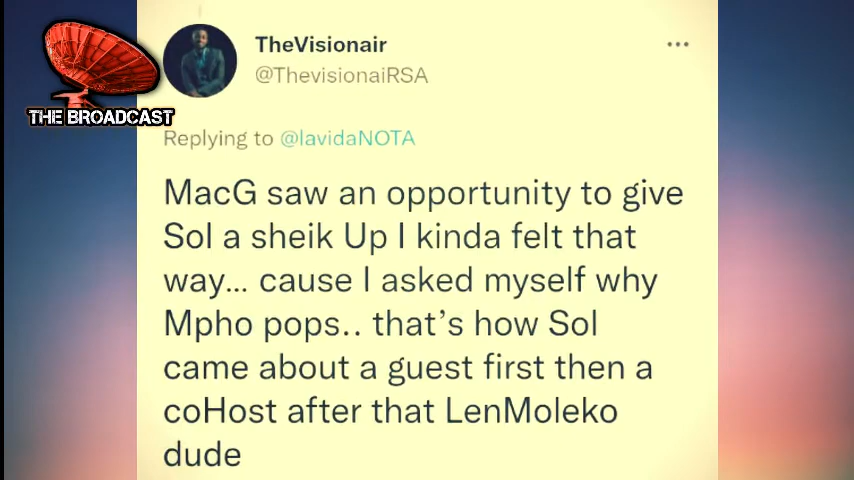 THE BROADCAST
TheVisionair
@ThevisionaiRSA
Replying to @lavidaNOTA
MacG saw an opportunity to give
Sol a sheik Up I kinda felt that
way... cause I asked myself why
Mpho pops.. that’s how Sol
came about a guest first then a
coHost after that LenMoleko
dude